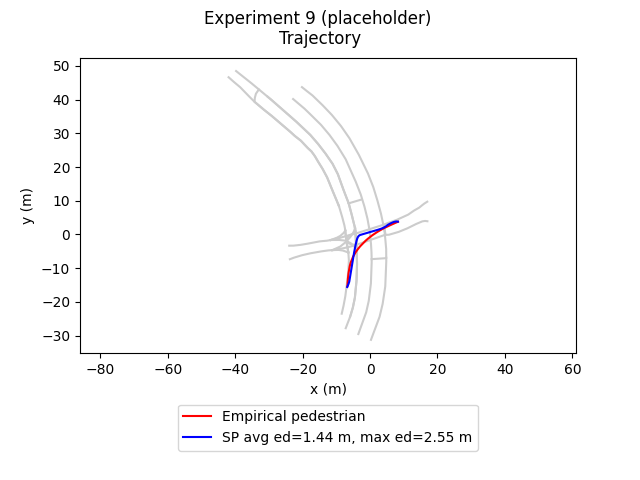 Experiment 9 (placeholder)
Trajectory
50
40
30
20
10
0
−10
−20
−30
y (m)
−80 −60 −40 −20 0 20 40 60
x (m)
Empirical pedestrian
SP avg ed=1.44 m, max ed=2.55 m